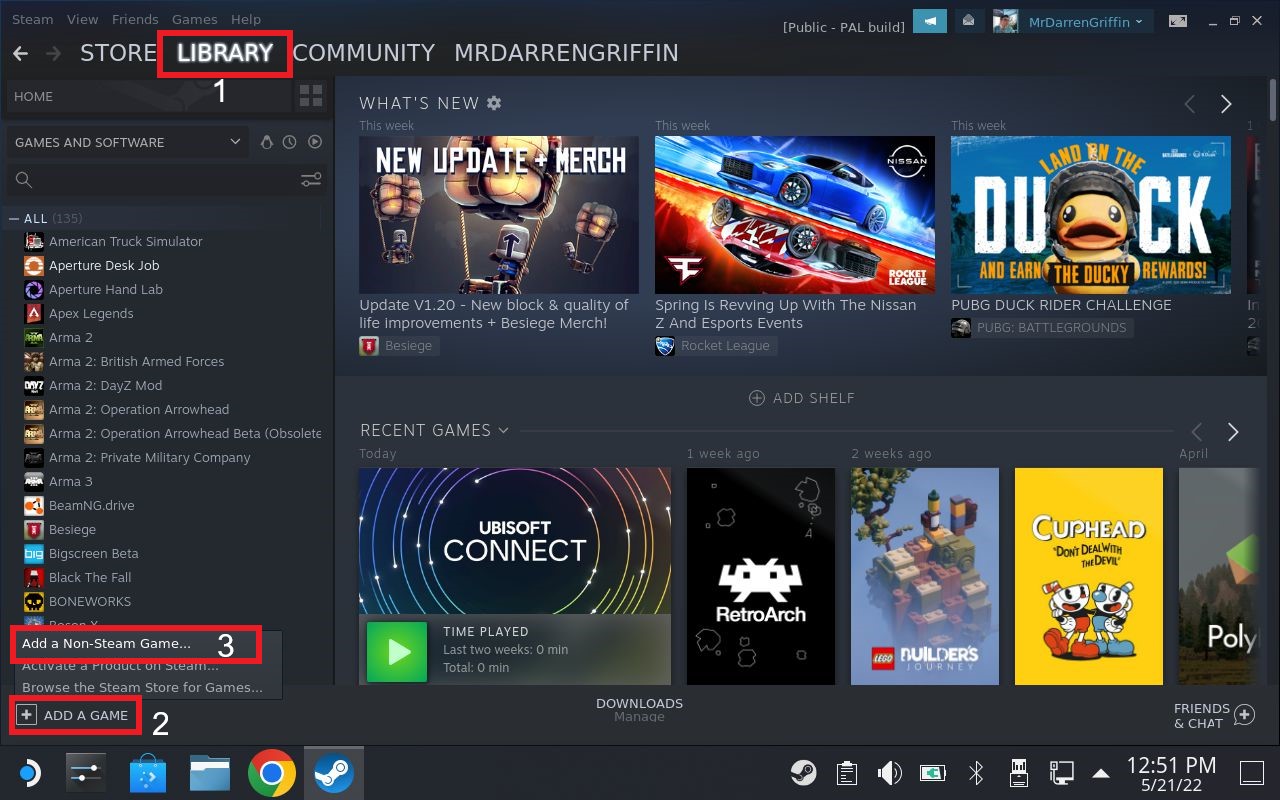 Steam View Friends Games Help
[Public - PAL build]
MrDarrenGriffin
STORE LIBRARY COMMUNITY MRDARRENGRIFFIN
1
HOME
GAMES AND SOFTWARE
ALL (135)
American Truck Simulator
Aperture Desk Job
Aperture Hand Lab
Apex Legends
Arma 2
Arma 2: British Armed Forces
Arma 2: DayZ Mod
Arma 2: Operation Arrowhead
Arma 2: Operation Arrowhead Beta (Obsolete
Arma 2: Private Military Company
Arma 3
BeamNG.drive
Besiege
Bigscreen Beta
Black The Fall
BONEWORKS
Add a Non-Steam Game... 3
Activate a Product on Steam...
Browse the Steam Store for Games...
ADD A GAME 2
WHAT'S NEW
This week
NEW UPDATE + MERCH
Update V1.20 - New block & quality of
life improvements + Besiege Merch!
Besiege
This week
NISSAN
ROCKET
LEAGUE
Spring Is Revving Up With The Nissan
Z And Esports Events
Rocket League
This week
LAND ON THE
DUCK
AND EARN THE DUCKY REWARDS!
PUBG DUCK RIDER CHALLENGE
PUBG: BATTLEGROUNDS
1
In
20
ADD SHELF
RECENT GAMES
Today
UBISOFT
CONNECT
TIME PLAYED
Last two weeks: 0 min
Total: 0 min
1 week ago
RetroArch
2 weeks ago
LEGO BUILDER'S
JOURNEY
CUPHEAD
"DON'T DEAL WITH
THE DEVIL"
April
Poly
DOWNLOADS
Manage
FRIENDS
& CHAT
12:51 PM
5/21/22